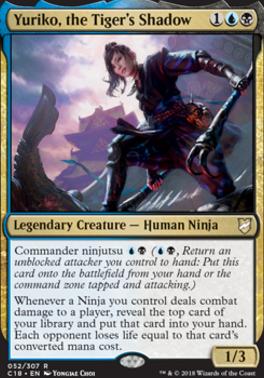 Yuriko, the Tiger's Shadow 1
Legendary Creature — Human Ninja
Commander ninjutsu (, Return an
unblocked attacker you control to hand: Put this
card onto the battlefield from your hand or the
command zone tapped and attacking.)
Whenever a Ninja you control deals combat
damage to a player, reveal the top card of
your library and put that card into your hand.
Each opponent loses life equal to that card's
converted mana cost.
1/3
052/307 R
C18 • EN YONGJAE CHOI
™ & © 2018 Wizards of the Coast